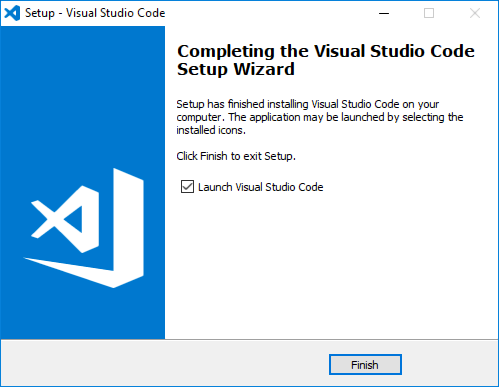 Setup - Visual Studio Code
Completing the Visual Studio Code
Setup Wizard
Setup has finished installing Visual Studio Code on your
computer. The application may be launched by selecting the
installed icons.
Click Finish to exit Setup.
Launch Visual Studio Code
Finish